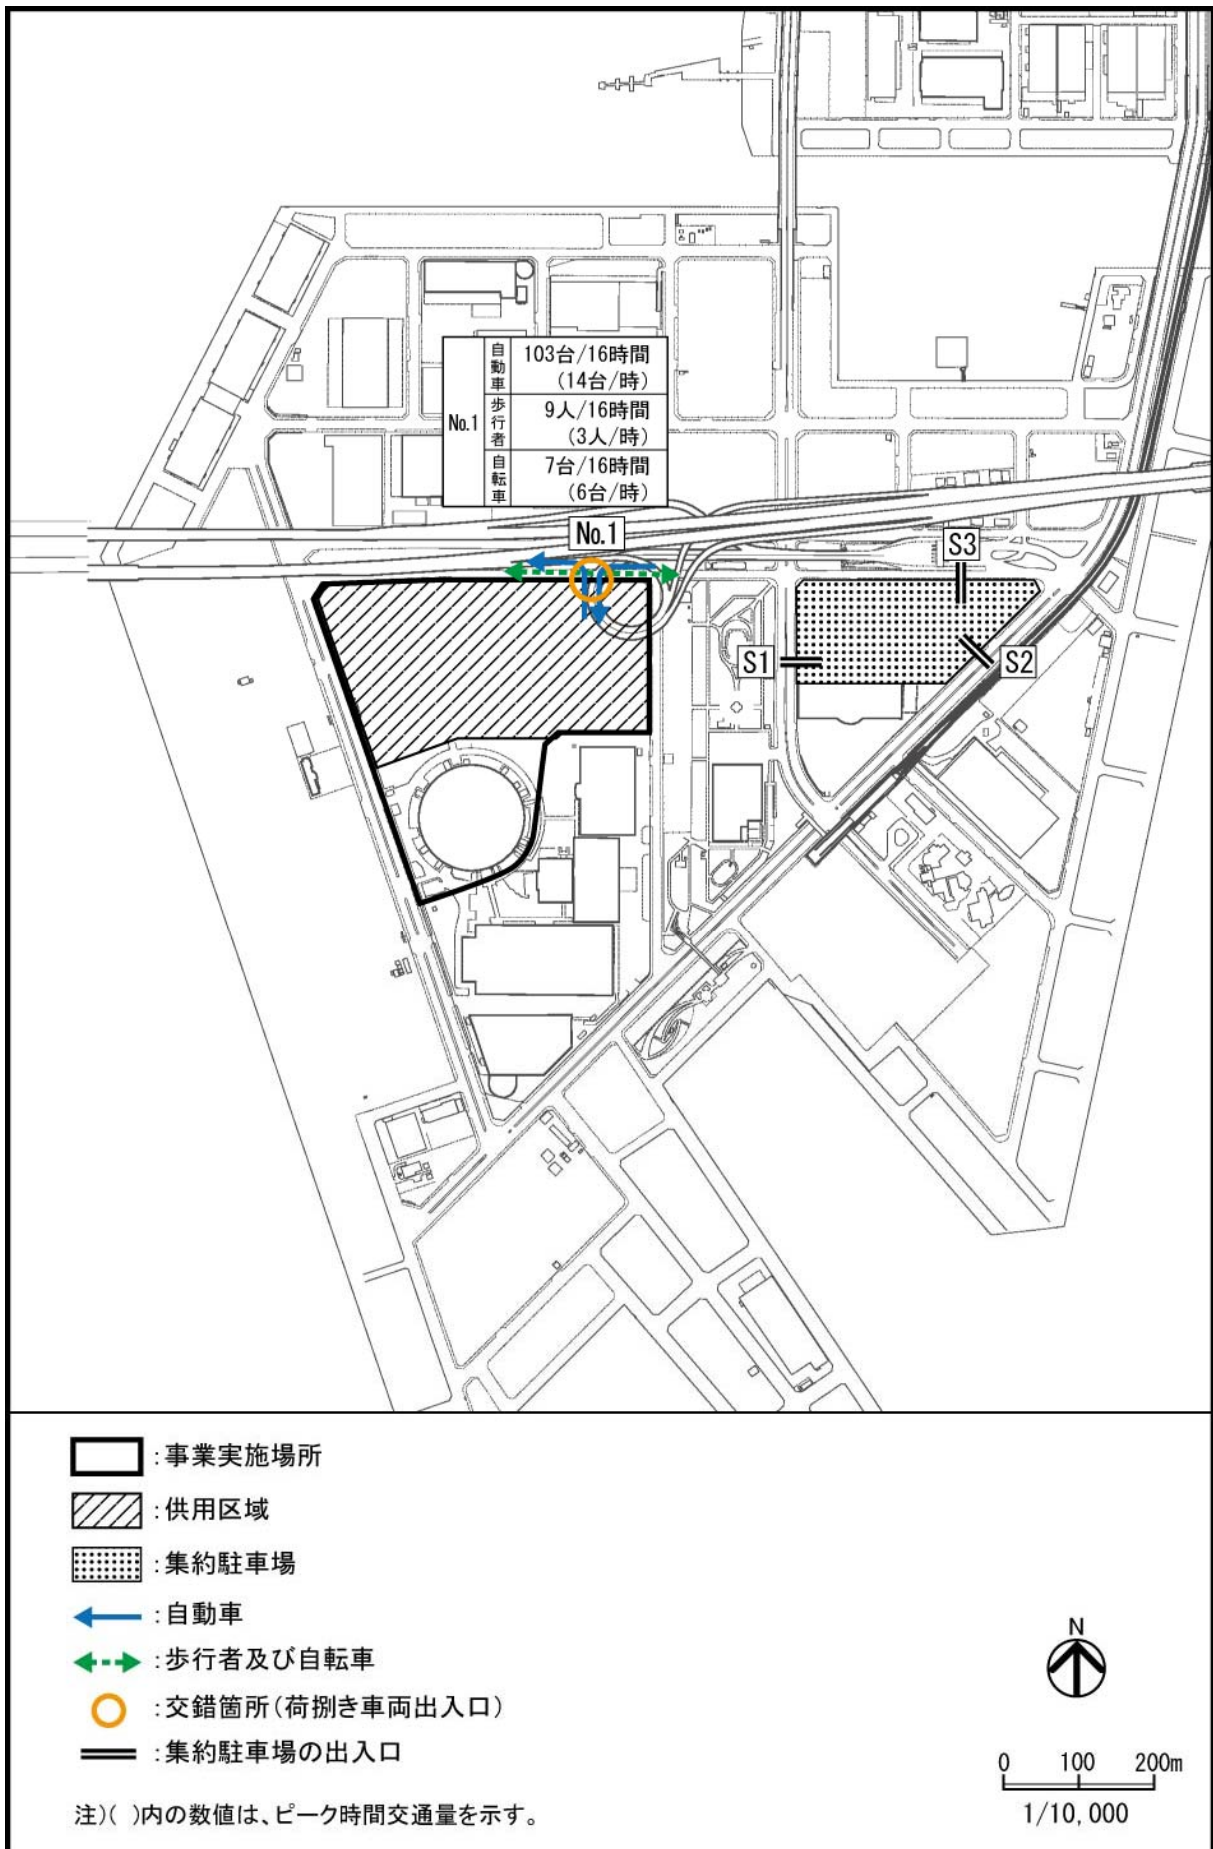 No.1
自動車
103台/16時間
(14台/時)
歩行者
9人/16時間
(3人/時)
自転車
7台/16時間
(6台/時)
No.1
S3
S1
S2
:事業実施場所
:供用区域
:集約駐車場
:自動車
:歩行者及び自転車
:交錯箇所(荷捌き車両出入口)
:集約駐車場の出入口
注)( )内の数値は、ピーク時間交通量を示す。
N
0 100 200m
1/10,000